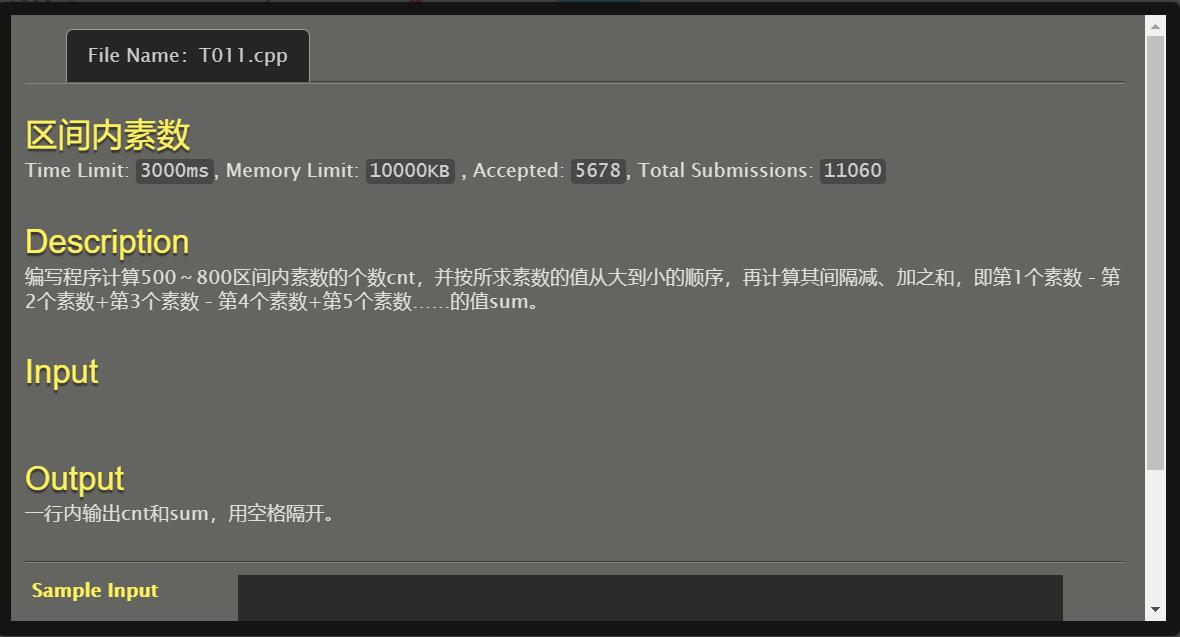 File Name：T011.cpp
区间内素数
Time Limit: 3000ms, Memory Limit: 10000KB , Accepted: 5678, Total Submissions: 11060
Description
编写程序计算500～800区间内素数的个数cnt，并按所求素数的值从大到小的顺序，再计算其间隔减、加之和，即第1个素数 - 第
2个素数+第3个素数 - 第4个素数+第5个素数……的值sum。
Input
Output
一行内输出cnt和sum，用空格隔开。
Sample Input